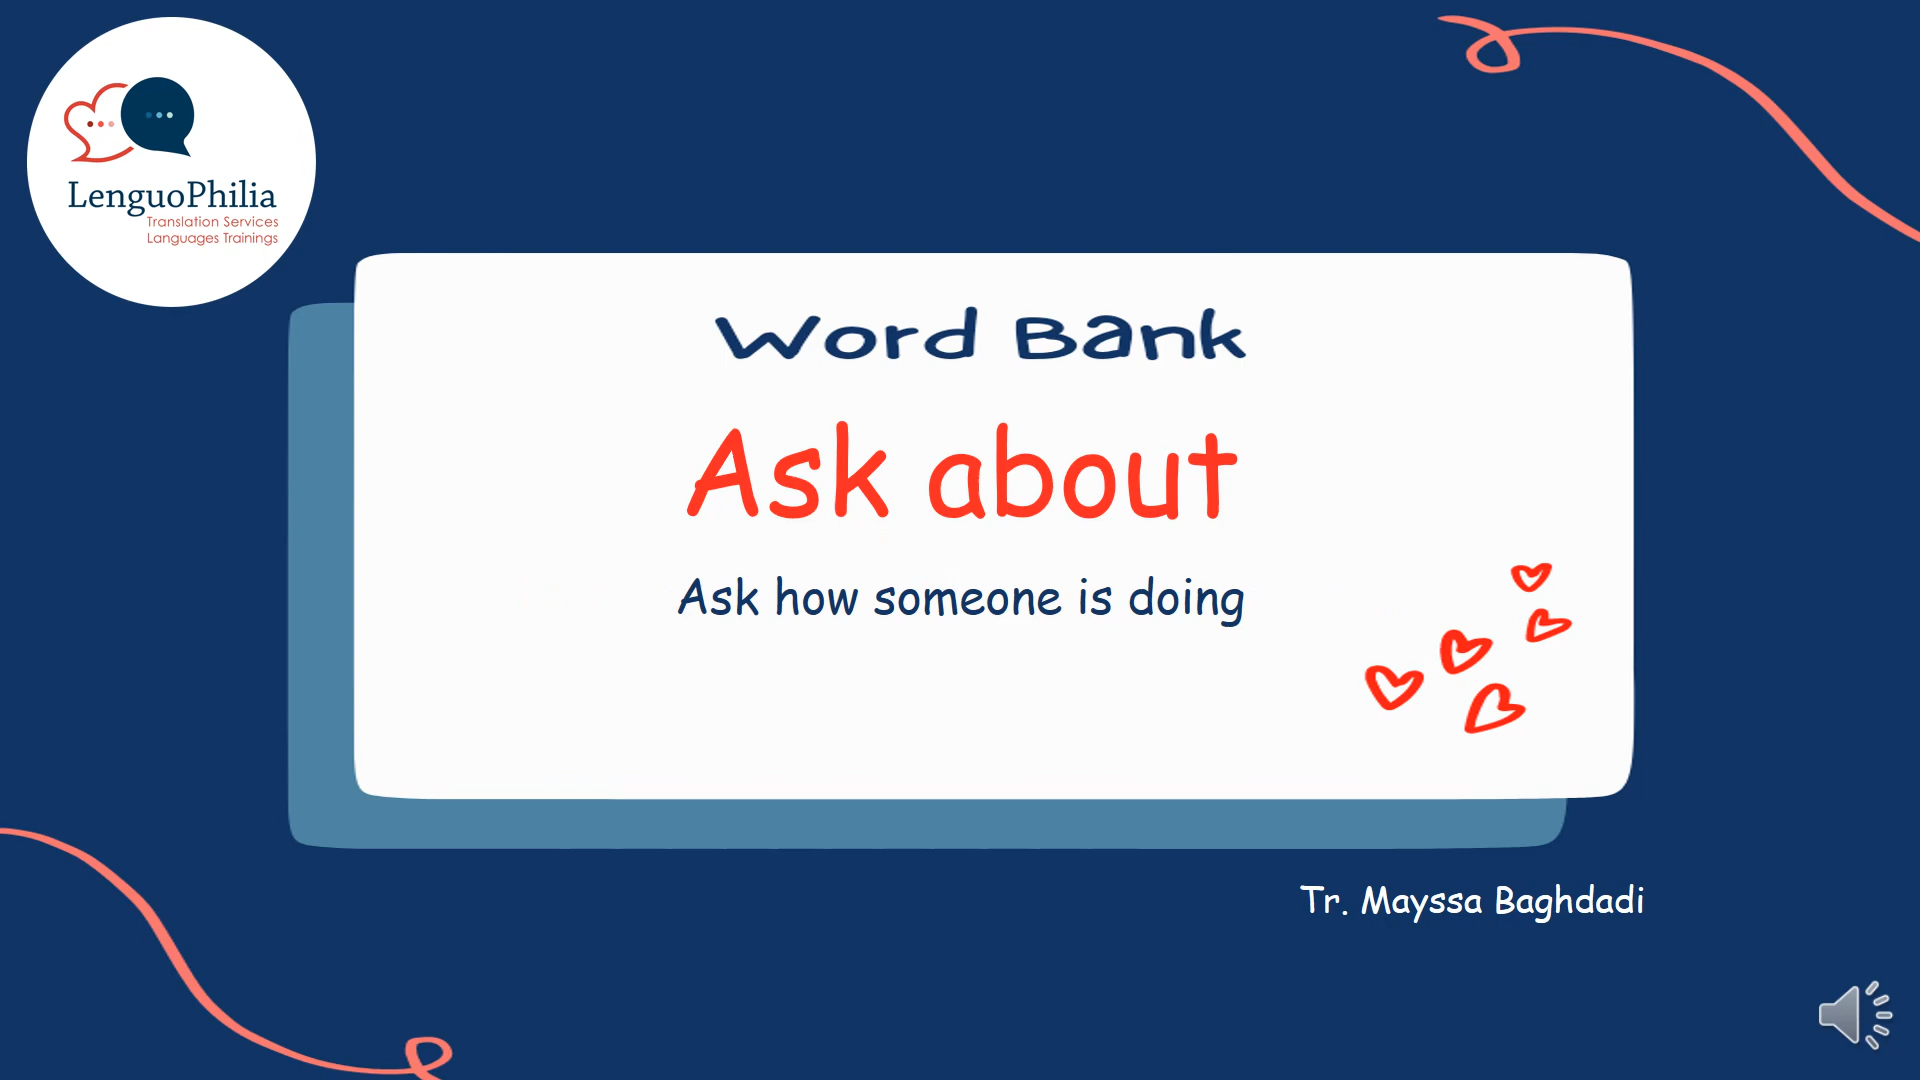 LenguoPhilia
Translation Services
Languages Trainings
Word Bank
Ask about
Ask how someone is doing
Tr. Mayssa Baghdadi